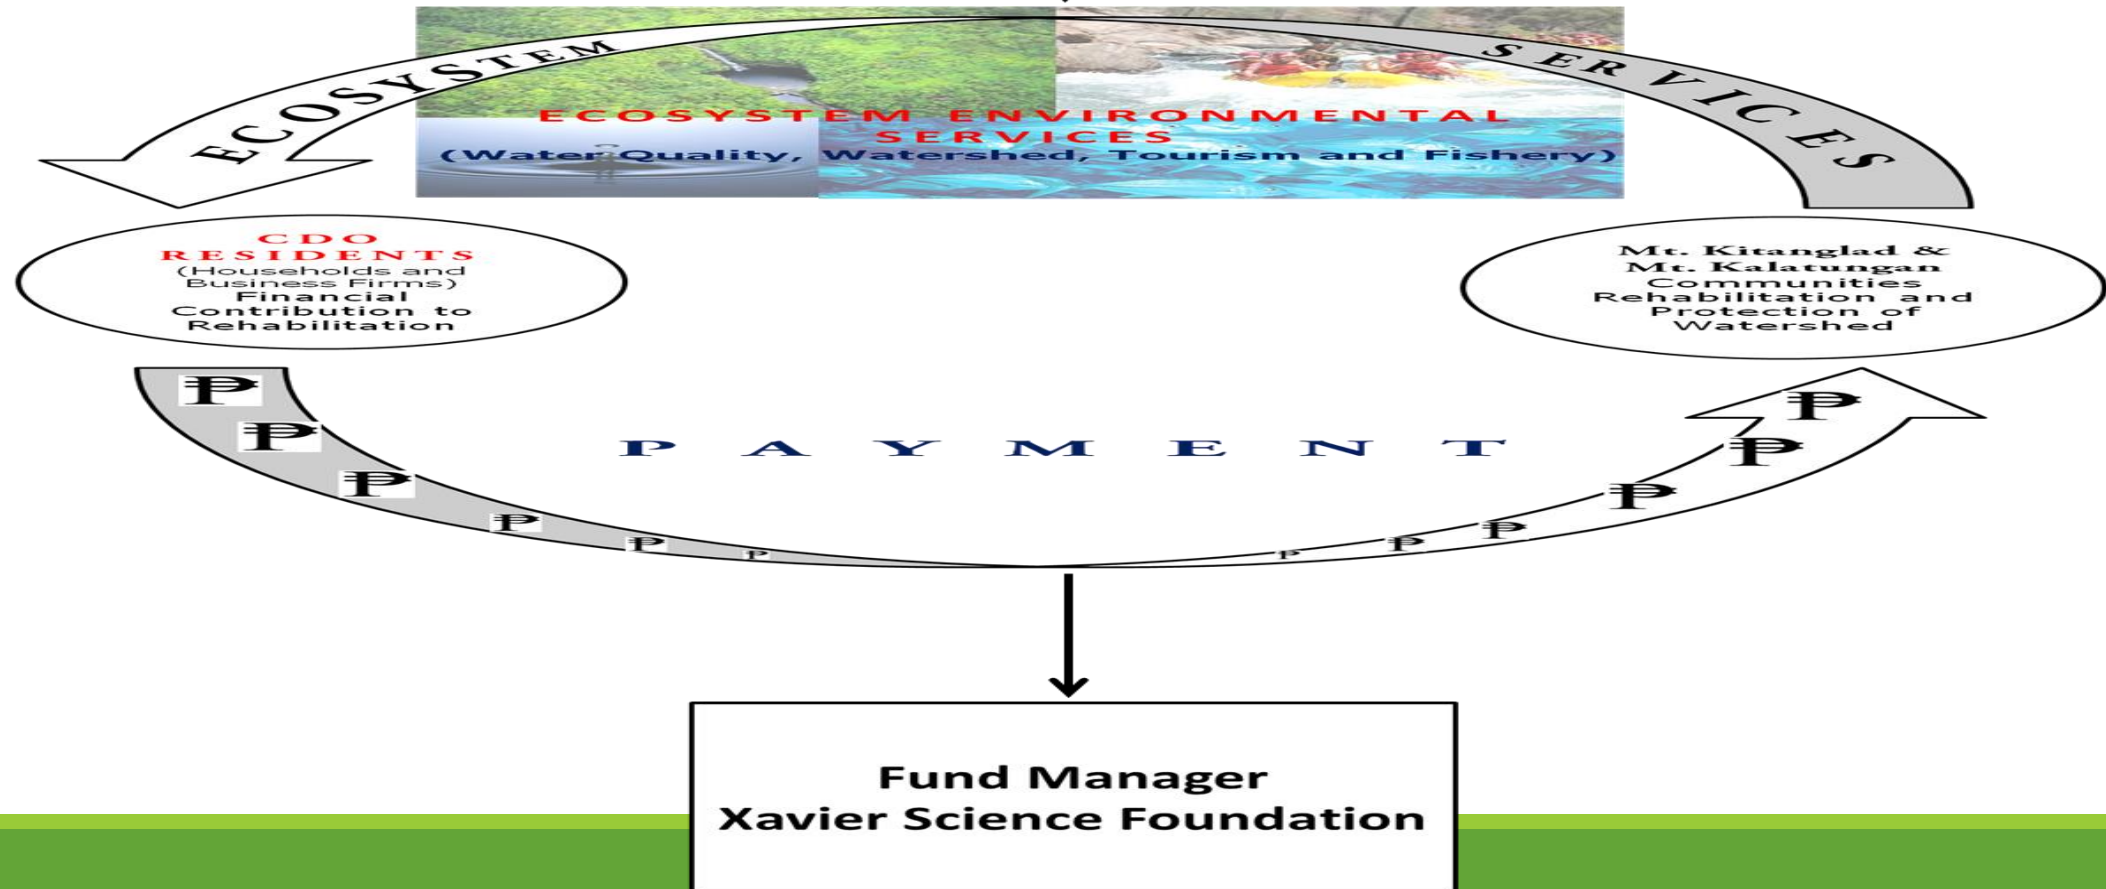 ECOSYSTEM
SERVICES
ECOSYSTEM ENVIRONMENTAL
SERVICES
(Water Quality, Watershed, Tourism and Fishery)
CDO
RESIDENTS
(Households and
Business Firms)
Financial
Contribution to
Rehabilitation
Mt. Kitanglad &
Mt. Kalatungan
Communities
Rehabilitation and
Protection of
Watershed
₱
₱
₱
₱
₱
₱
PAYMENT
₱
₱
₱
₱
₱
₱
Fund Manager
Xavier Science Foundation